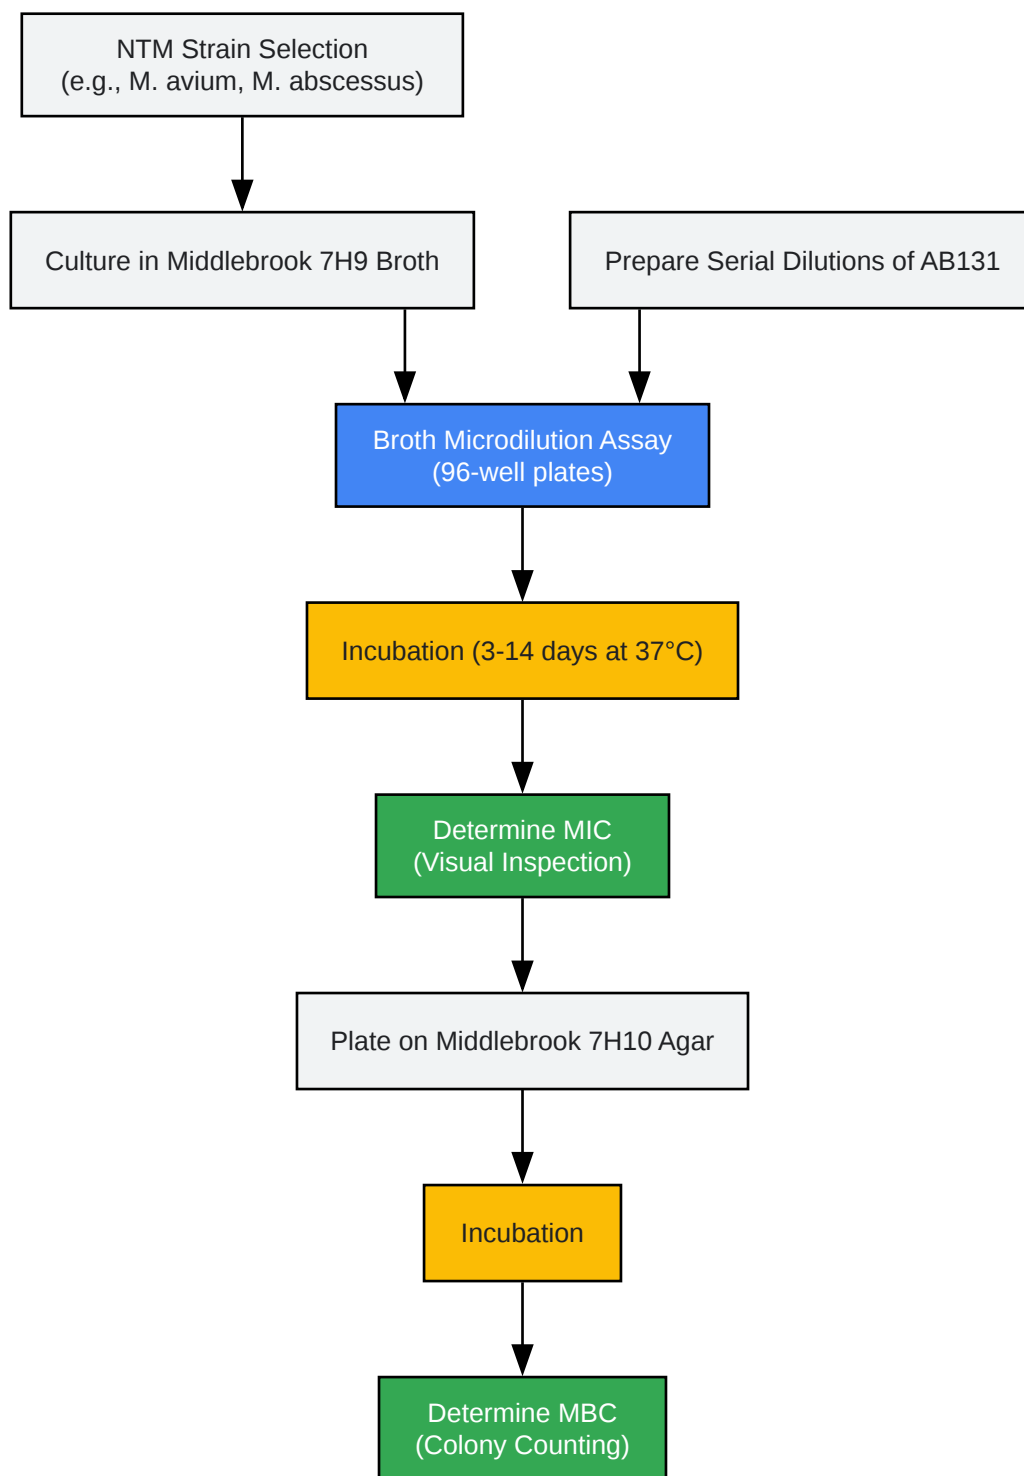 NTM Strain Selection
(e.g., M. avium, M. abscessus)
Culture in Middlebrook 7H9 Broth
Prepare Serial Dilutions of AB131
Broth Microdilution Assay
(96-well plates)
Incubation (3-14 days at 37°C)
Determine MIC
(Visual Inspection)
Plate on Middlebrook 7H10 Agar
Incubation
Determine MBC
(Colony Counting)